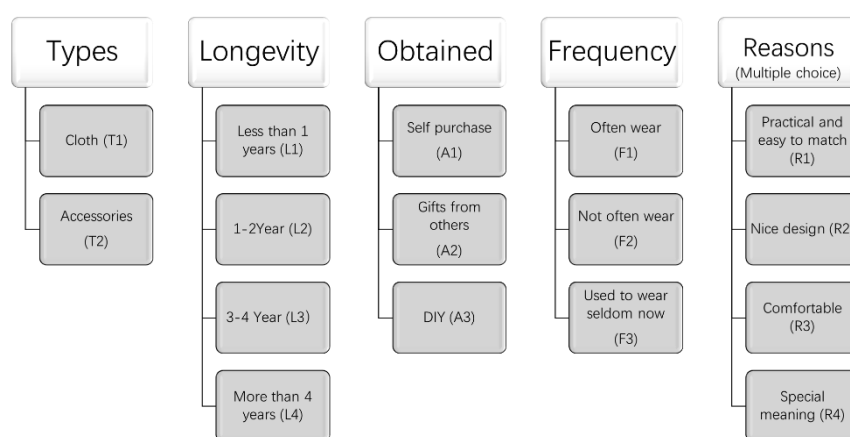 Types
Cloth (T1)
Accessories
(T2)
Longevity
Less than 1
years (L1)
1-2Year (L2)
3-4 Year (L3)
More than 4
years (L4)
Obtained
Self purchase
(A1)
Gifts from
others
(A2)
DIY (A3)
Frequency
Often wear
(F1)
Not often wear
(F2)
Used to wear
seldom now
(F3)
Reasons
(Multiple choice)
Practical and
easy to match
(R1)
Nice design (R2
Comfortable
(R3)
Special
meaning (R4)